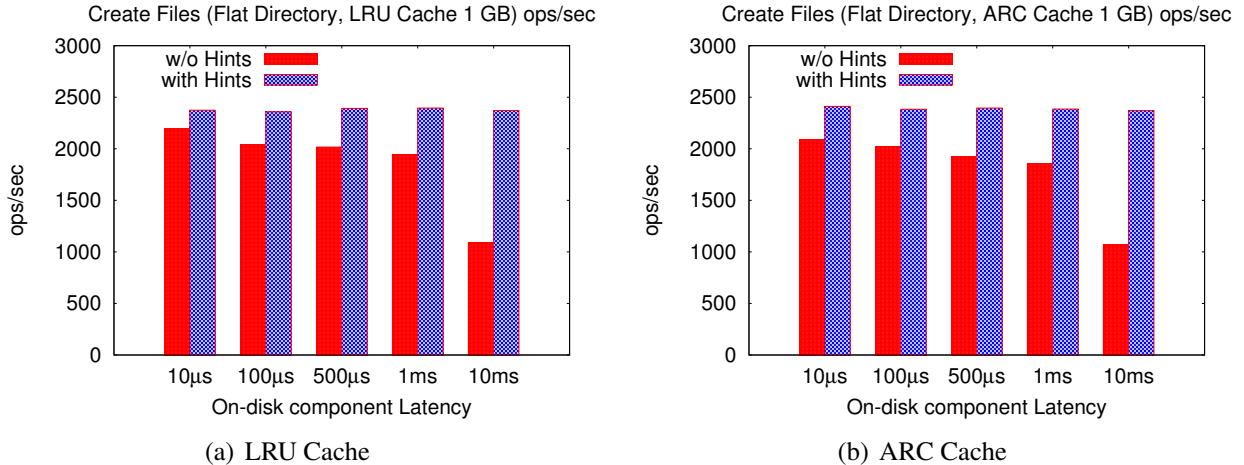 Create Files (Flat Directory, LRU Cache 1 GB) ops/sec
3000
2500
2000
1500
1000
500
0
ops/sec
w/o Hints
with Hints
10μs 100μs 500μs 1ms 10ms
On-disk component Latency
(a) LRU Cache
Create Files (Flat Directory, ARC Cache 1 GB) ops/sec
3000
2500
2000
1500
1000
500
0
ops/sec
w/o Hints
with Hints
10μs 100μs 500μs 1ms 10ms
On-disk component Latency
(b) ARC Cache